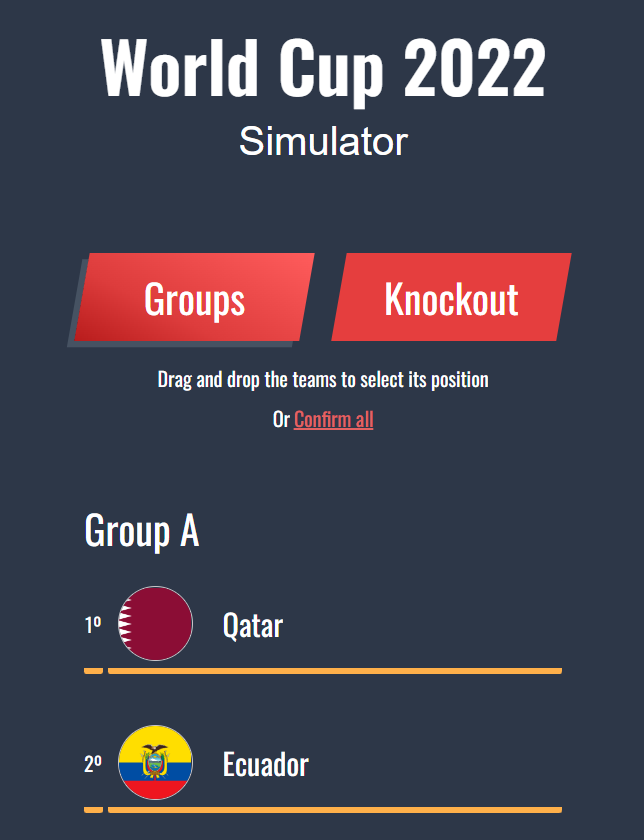 World Cup 2022
Simulator
Groups
Knockout
Drag and drop the teams to select its position
Or Confirm all
Group A
1º Qatar
2º Ecuador